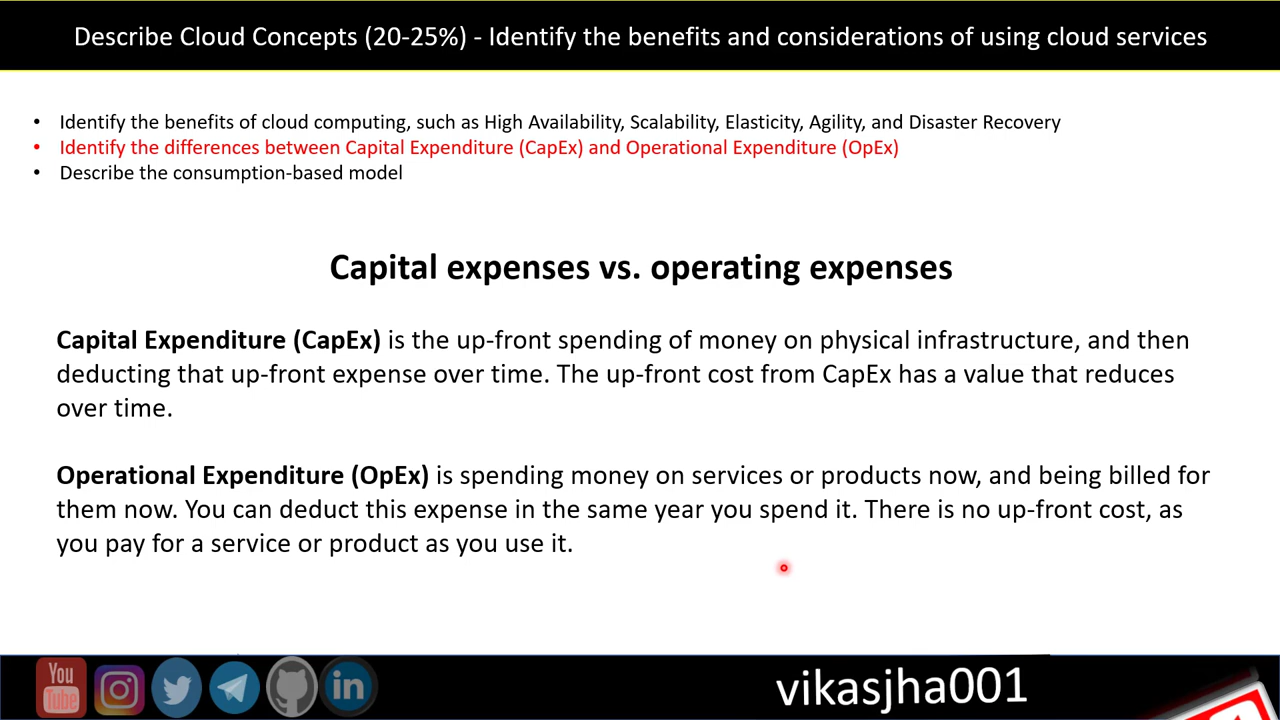 Describe Cloud Concepts (20-25%) - Identify the benefits and considerations of using cloud services
• Identify the benefits of cloud computing, such as High Availability, Scalability, Elasticity, Agility, and Disaster Recovery
• Identify the differences between Capital Expenditure (CapEx) and Operational Expenditure (OpEx)
• Describe the consumption-based model
Capital expenses vs. operating expenses
Capital Expenditure (CapEx) is the up-front spending of money on physical infrastructure, and then
deducting that up-front expense over time. The up-front cost from CapEx has a value that reduces
over time.
Operational Expenditure (OpEx) is spending money on services or products now, and being billed for
them now. You can deduct this expense in the same year you spend it. There is no up-front cost, as
you pay for a service or product as you use it.
You
Tube
in
vikasjha001